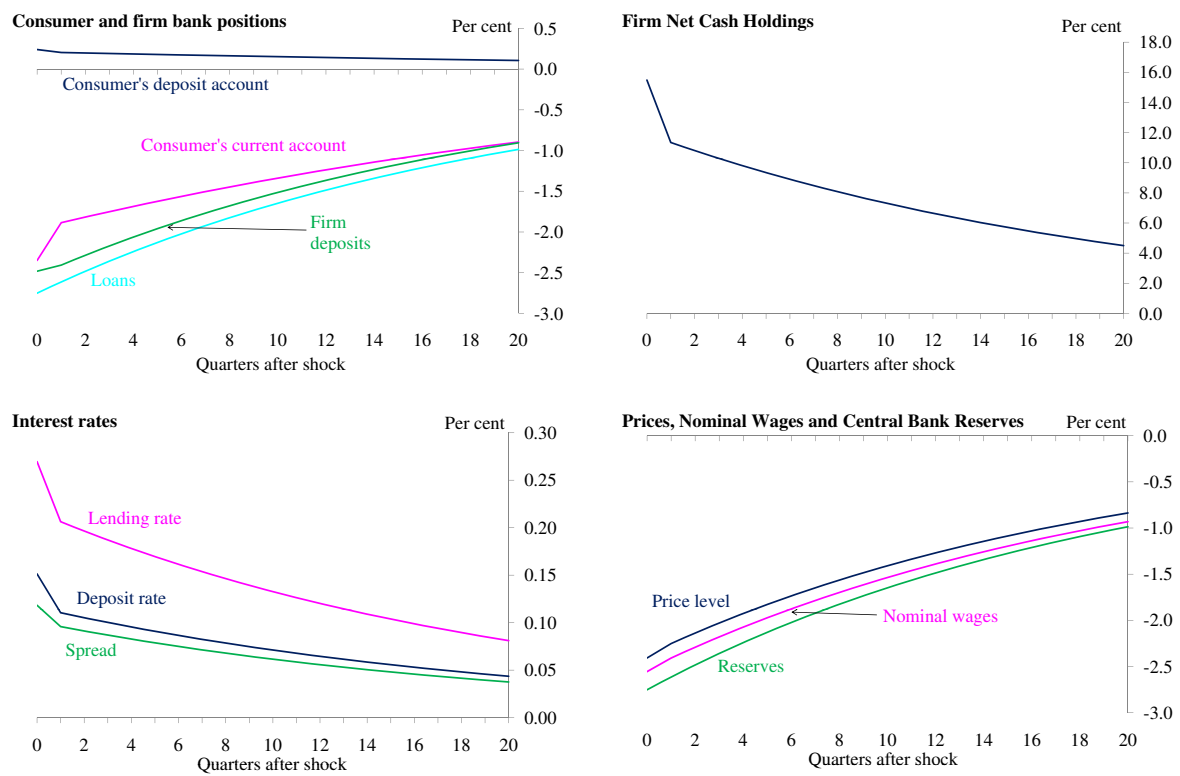 Consumer and firm bank positions
Per cent
0.5
0.0
-0.5
-1.0
-1.5
-2.0
-2.5
-3.0
Consumer's deposit account
Consumer's current account
Firm
deposits
Loans
0 2 4 6 8 10 12 14 16 18 20
Quarters after shock
Firm Net Cash Holdings
Per cent
18.0
16.0
14.0
12.0
10.0
8.0
6.0
4.0
2.0
0.0
0 2 4 6 8 10 12 14 16 18 20
Quarters after shock
Interest rates
Per cent
0.30
0.25
0.20
0.15
0.10
0.05
0.00
Lending rate
Deposit rate
Spread
0 2 4 6 8 10 12 14 16 18 20
Quarters after shock
Prices, Nominal Wages and Central Bank Reserves
Per cent
0.0
-0.5
-1.0
-1.5
-2.0
-2.5
-3.0
Price level
Nominal wages
Reserves
0 2 4 6 8 10 12 14 16 18 20
Quarters after shock